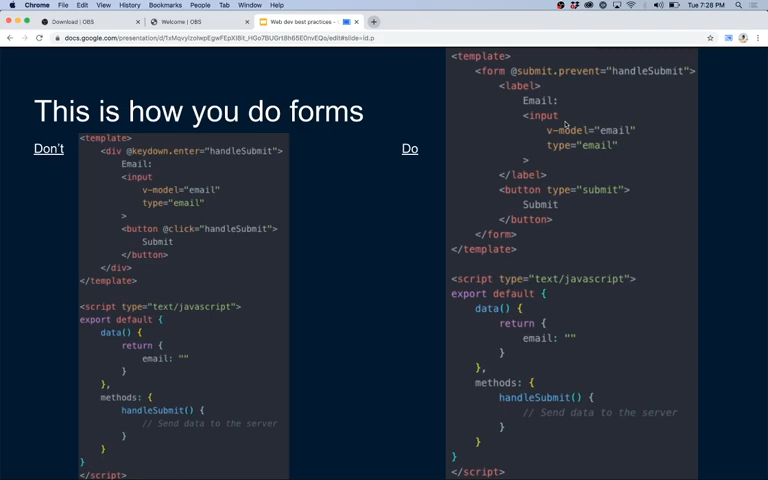 Chrome File Edit View History Bookmarks People Tab Window Help
Tue 7:28 PM
Download | OBS
Welcome | OBS
Web dev best practices -
This is how you do forms
Don't
<template>
<div @keydown.enter="handleSubmit">
Email:
<input
v-model="email"
type="email"
>
<button @click="handleSubmit">
Submit
</button>
</div>
</template>
<script type="text/javascript">
export default {
data() {
return {
email: ""
}
},
methods: {
handleSubmit() {
// Send data to the server
}
}
}
</script>
Do
<template>
<form @submit.prevent="handleSubmit">
<label>
Email:
<input
v-model="email"
type="email"
>
</label>
<button type="submit">
Submit
</button>
</form>
</template>
<script type="text/javascript">
export default {
data() {
return {
email: ""
}
},
methods: {
handleSubmit() {
// Send data to the server
}
}
}
</script>